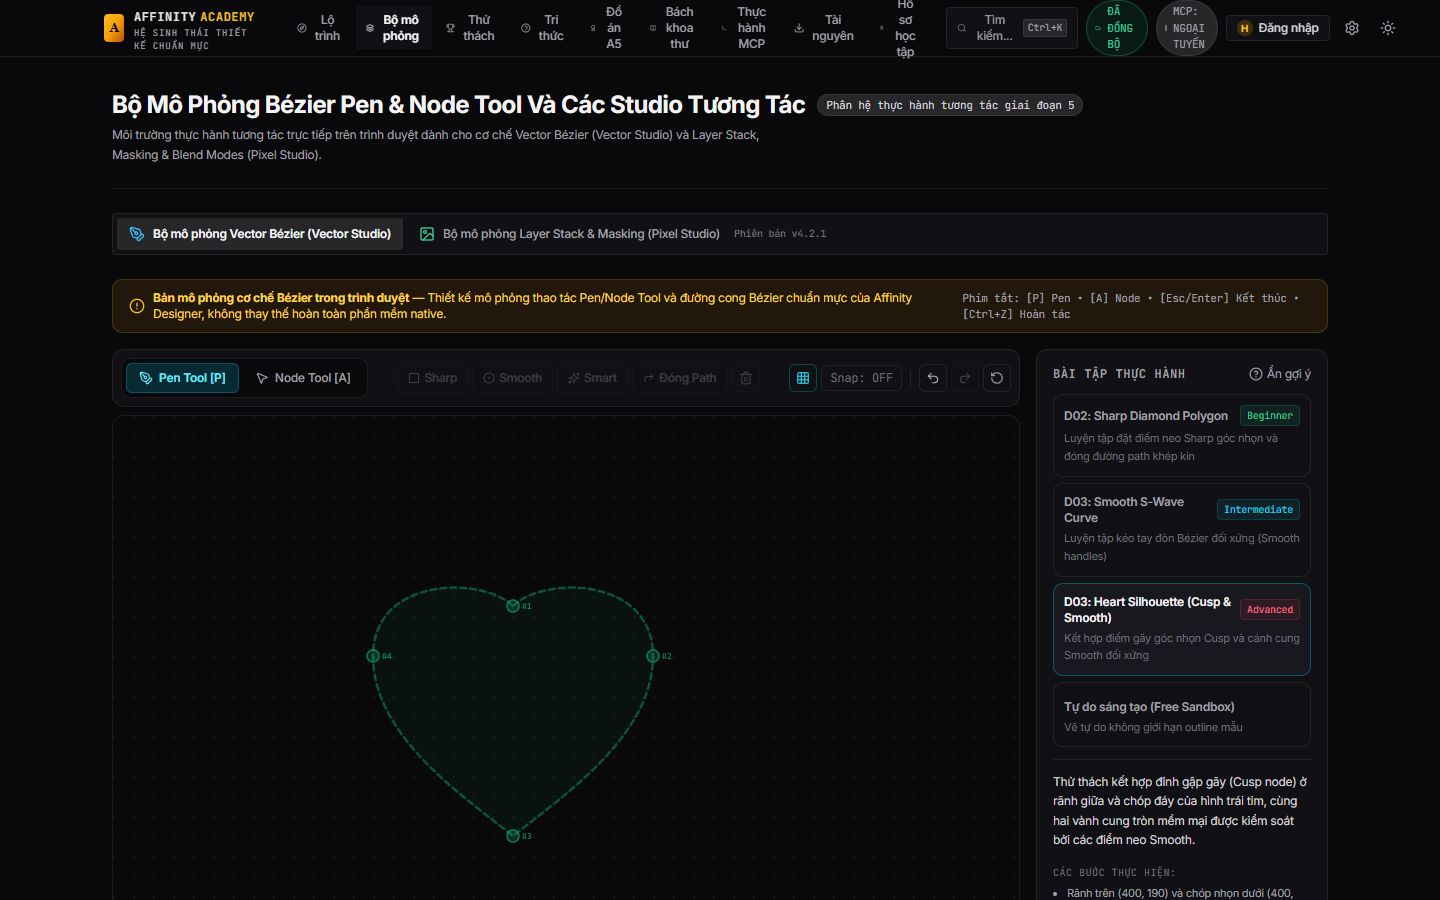 A
AFFINITY ACADEMY
HỆ SINH THÁI THIẾT
KẾ CHUẨN MỰC
Lộ
trình
Bộ mô
phỏng
Thử
thách
Tri
thức
Đồ
án
A5
Bách
khoa
thư
Thực
hành
MCP
Tài
nguyên
Hồ
sơ
học
tập
Tìm
kiếm...
Ctrl+K
ĐÃ
ĐỒNG
BỘ
MCP:
NGOẠI
TUYẾN
H Đăng nhập
Bộ Mô Phỏng Bézier Pen & Node Tool Và Các Studio Tương Tác
Phân hệ thực hành tương tác giai đoạn 5
Môi trường thực hành tương tác trực tiếp trên trình duyệt dành cho cơ chế Vector Bézier (Vector Studio) và Layer Stack,
Masking & Blend Modes (Pixel Studio).
Bộ mô phỏng Vector Bézier (Vector Studio)
Bộ mô phỏng Layer Stack & Masking (Pixel Studio)
Phiên bản v4.2.1
Bản mô phỏng cơ chế Bézier trong trình duyệt — Thiết kế mô phỏng thao tác Pen/Node Tool và đường cong Bézier chuẩn mực của Affinity
Designer, không thay thế hoàn toàn phần mềm native.
Phím tắt: [P] Pen • [A] Node • [Esc/Enter] Kết thúc •
[Ctrl+Z] Hoàn tác
Pen Tool [P]
Node Tool [A]
Sharp
Smooth
Smart
Đóng Path
Snap: OFF
#1
#4
#2
#3
BÀI TẬP THỰC HÀNH
Ẩn gợi ý
D02: Sharp Diamond Polygon
Beginner
Luyện tập đặt điểm neo Sharp góc nhọn và
đóng đường path khép kín
D03: Smooth S-Wave
Curve
Intermediate
Luyện tập kéo tay đòn Bézier đối xứng (Smooth
handles)
D03: Heart Silhouette (Cusp &
Smooth)
Advanced
Kết hợp điểm gãy góc nhọn Cusp và cánh cung
Smooth đối xứng
Tự do sáng tạo (Free Sandbox)
Vẽ tự do không giới hạn outline mẫu
Thử thách kết hợp đỉnh gập gãy (Cusp node) ở
rãnh giữa và chóp đáy của hình trái tim, cùng
hai vành cung tròn mềm mại được kiểm soát
bởi các điểm neo Smooth.
CÁC BƯỚC THỰC HIỆN:
• Rãnh trên (400, 190) và chóp nhọn dưới (400,